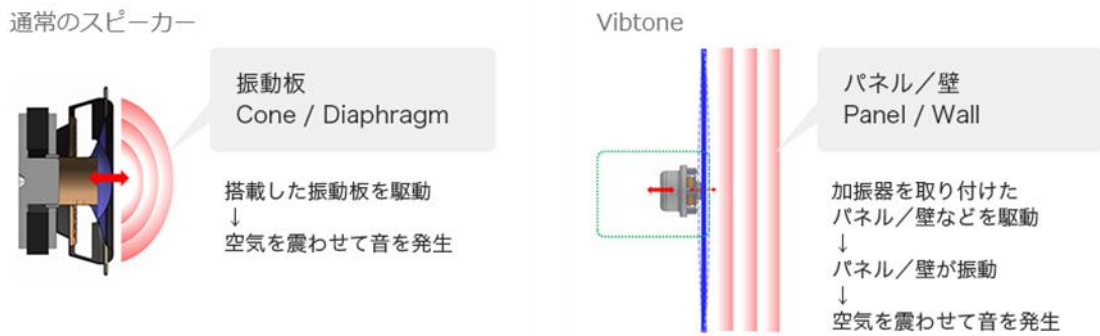 通常のスピーカー
振動板
Cone / Diaphragm
搭載した振動板を駆動
↓
空気を震わせて音を発生
Vibtone
パネル／壁
Panel / Wall
加振器を取り付けた
パネル／壁などを駆動
↓
パネル／壁が振動
↓
空気を震わせて音を発生